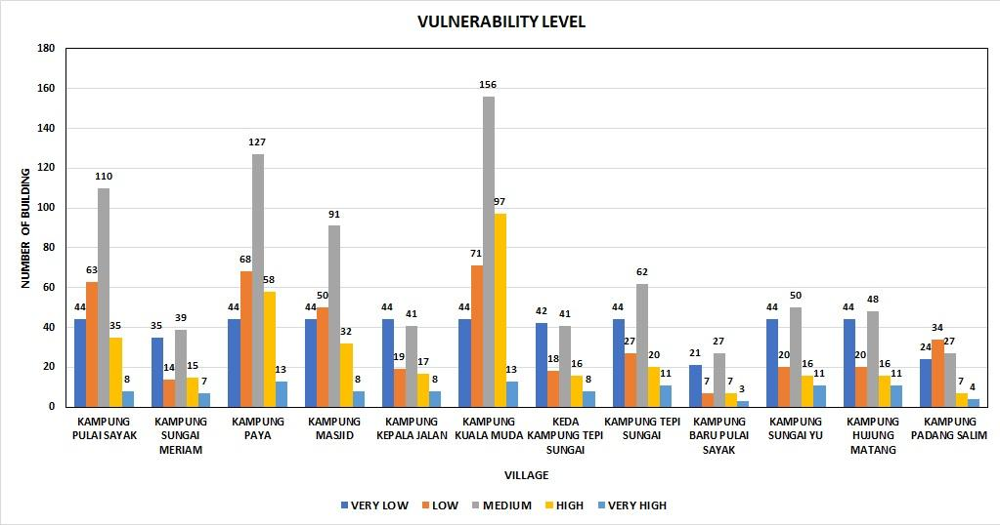 VULNERABILITY LEVEL
NUMBER OF BUILDING
180
160
140
120
100
80
60
40
20
0
44 63 110 35 8
35 14 39 15 7
44 68 127 58 13
44 50 91 32 8
44 19 41 17 8
44 71 156 97 13
42 18 41 16 8
44 27 62 20 11
21 7 27 7 3
44 20 50 16 11
44 20 48 16 11
24 34 27 7 4
KAMPUNG
PULAI SAYAK
KAMPUNG
SUNGAI
MERIAM
KAMPUNG
PAYA
KAMPUNG
MASJID
KAMPUNG
KEPALA JALAN
KAMPUNG
KUALA MUDA
KEDA
KAMPUNG TEPI
SUNGAI
KAMPUNG TEPI
SUNGAI
KAMPUNG
BARU PULAI
SAYAK
KAMPUNG
SUNGAI YU
KAMPUNG
HUJUNG
MATANG
KAMPUNG
PADANG SALIM
VILLAGE
VERY LOW LOW MEDIUM HIGH VERY HIGH